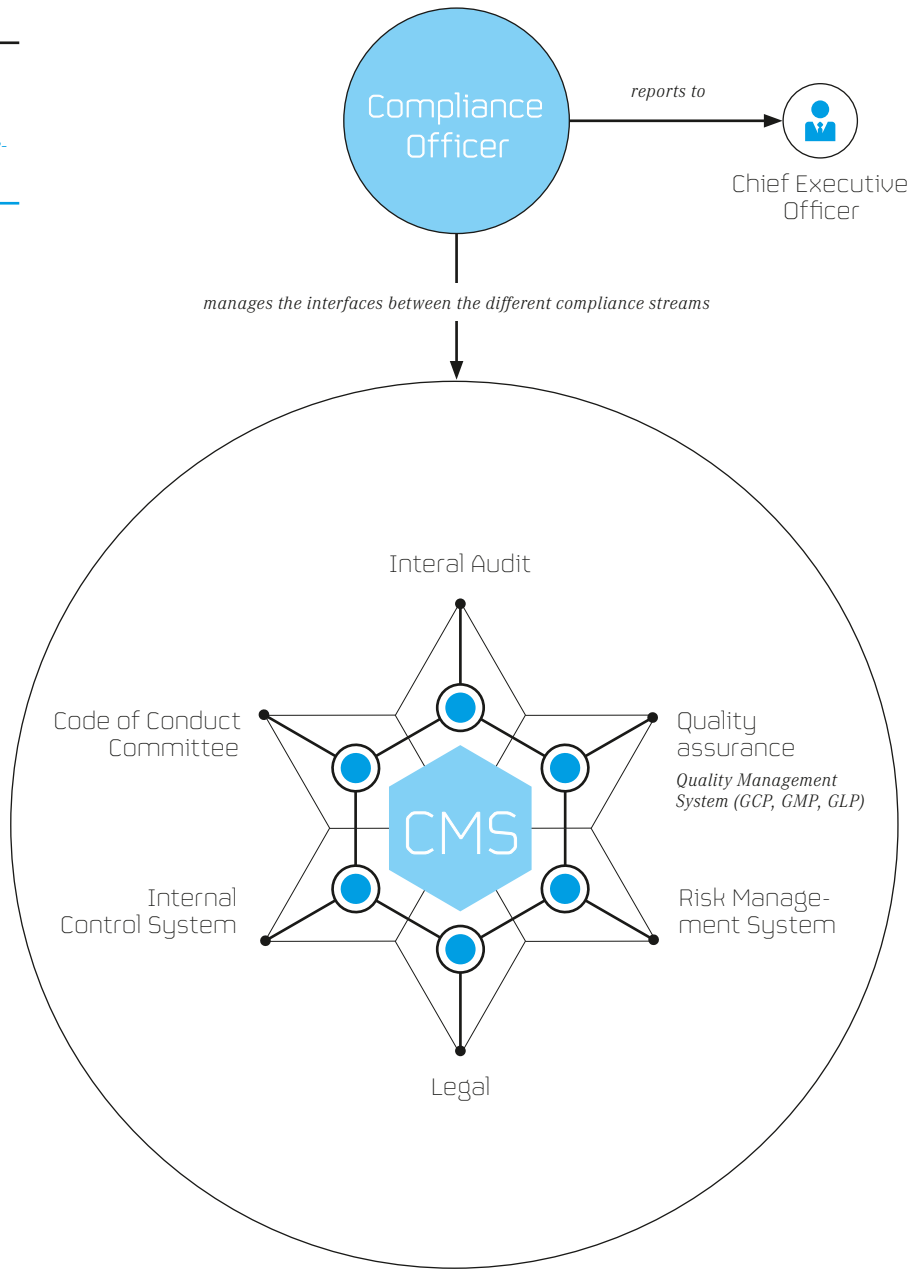 Compliance
Officer
reports to
Chief Executive
Officer
manages the interfaces between the different compliance streams
Interal Audit
Code of Conduct
Committee
Quality
assurance
Quality Management
System (GCP, GMP, GLP)
CMS
Internal
Control System
Risk Manage-
ment System
Legal